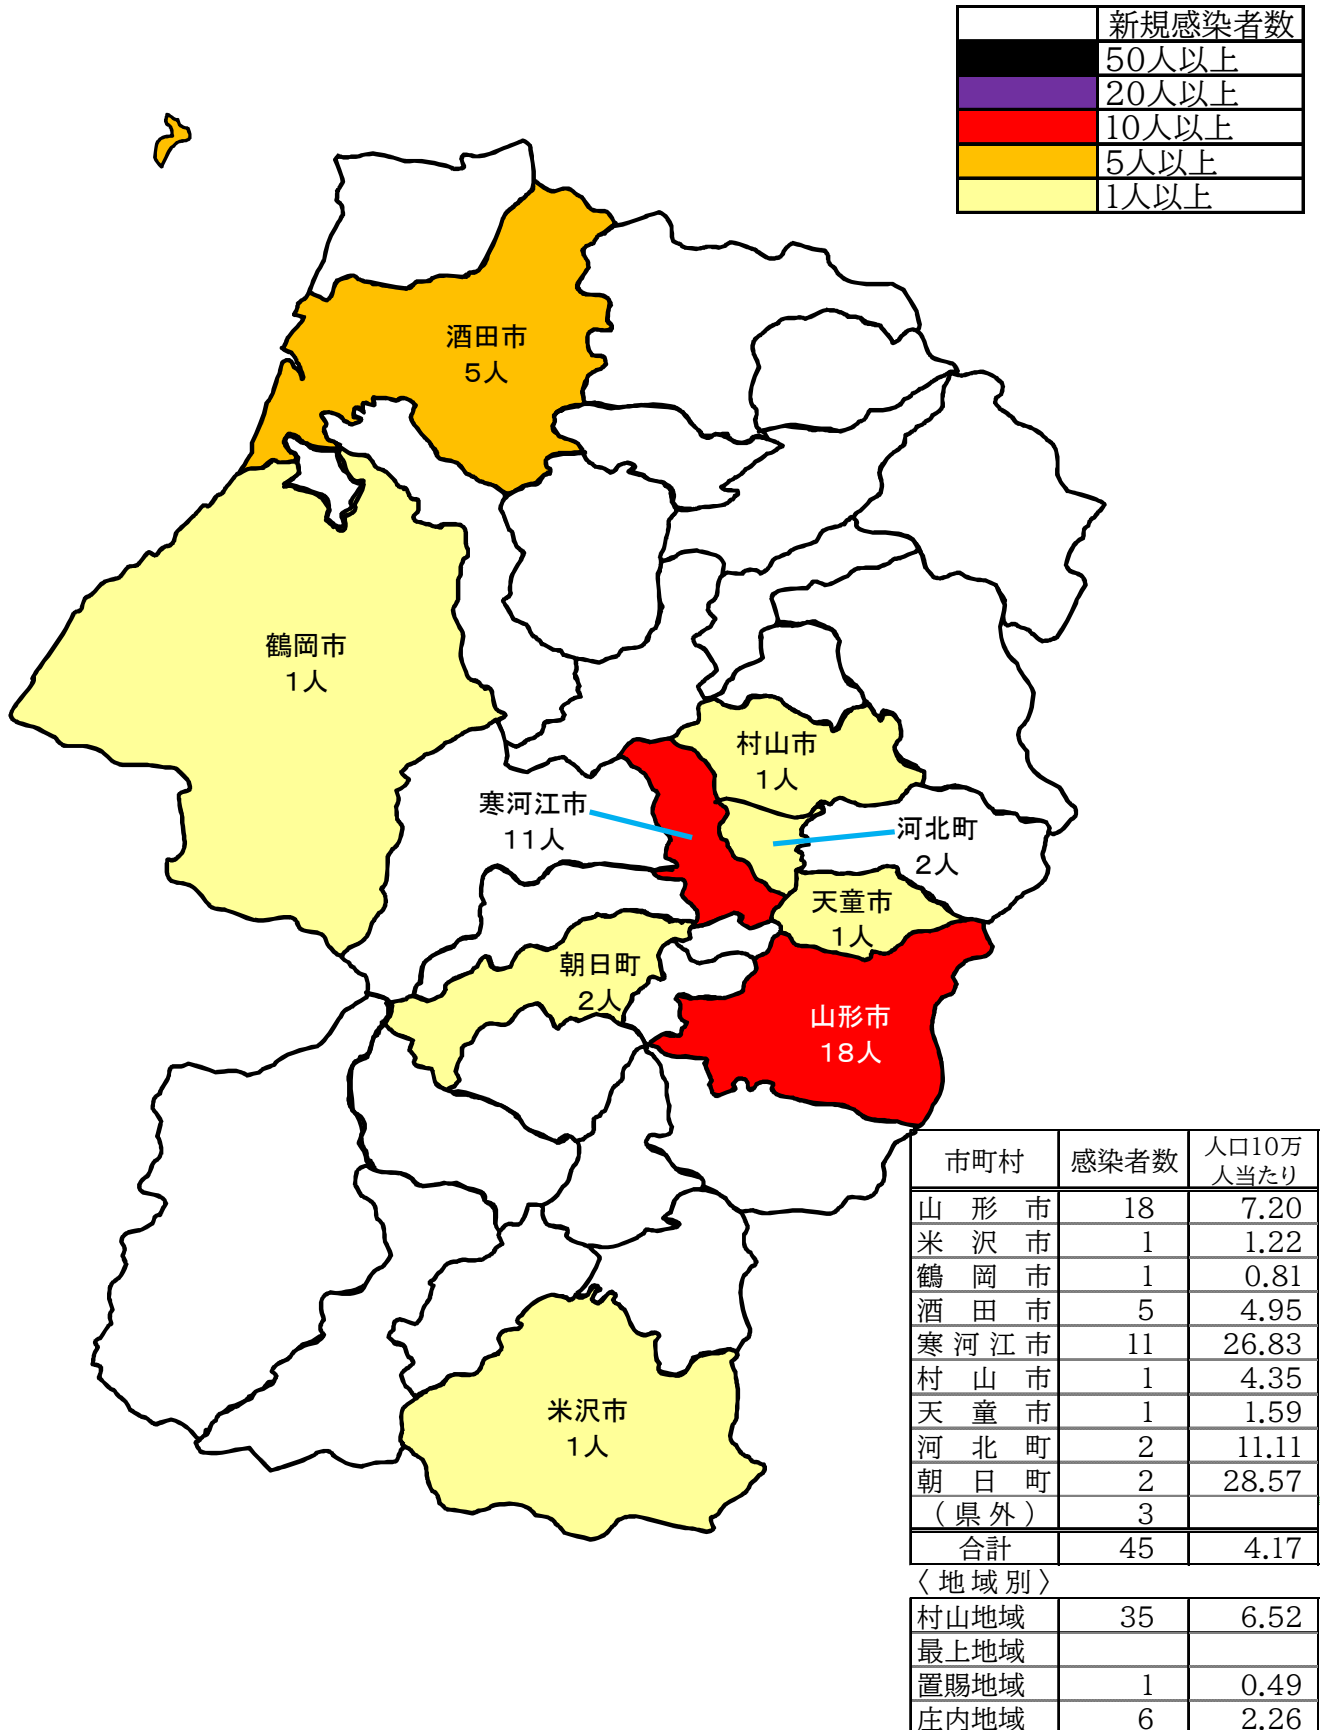 新規感染者数
50人以上
20人以上
10人以上
5人以上
1人以上
酒田市
5人
鶴岡市
1人
村山市
1人
寒河江市
11人
河北町
2人
天童市
1人
朝日町
2人
山形市
18人
米沢市
1人
市町村 感染者数 人口10万
人当たり
山形市 18 7.20
米沢市 1 1.22
鶴岡市 1 0.81
酒田市 5 4.95
寒河江市 11 26.83
村山市 1 4.35
天童市 1 1.59
河北町 2 11.11
朝日町 2 28.57
（県外） 3
合計 45 4.17
〈地域別〉
村山地域 35 6.52
最上地域
置賜地域 1 0.49
庄内地域 6 2.26